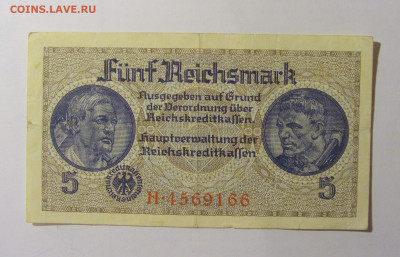 COINS.LAVE.RU
Fünf Reichsmark
Ausgegeben auf Grund
der Verordnung über
Reichskreditkassen
Hauptverwaltung der
Reichskreditkassen
5
5
H·4569166